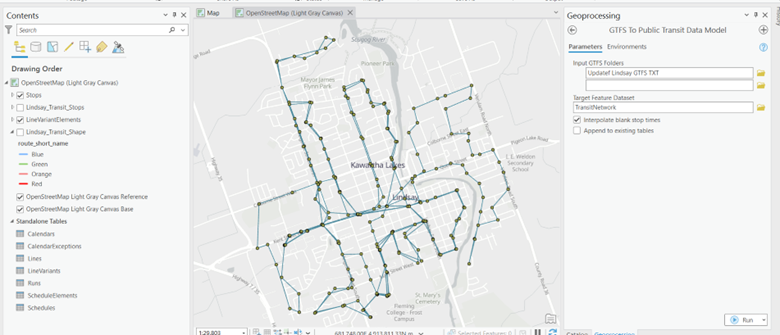 Contents
Search
Drawing Order
OpenStreetMap (Light Gray Canvas)
Stops
Lindsay_Transit_Stops
LineVariantElements
Lindsay_Transit_Shape
route_short_name
Blue
Green
Orange
Red
OpenStreetMap Light Gray Canvas Reference
OpenStreetMap Light Gray Canvas Base
Standalone Tables
Calendars
CalendarExceptions
Lines
LineVariants
Runs
ScheduleElements
Schedules
Map
OpenStreetMap (Light Gray Canvas)
Scugog River
Pioneer Park
Mayor James
Flynn Park
Pigeon Lake Road
I. E. Weldon
Secondary
School
Kawartha Lakes
Lindsay
St. Mary's
Cemetery
Fleming
College - Frost
Campus
1:29,803
Selected Features: 0
Geoprocessing
GTFS To Public Transit Data Model
Parameters
Environments
Input GTFS Folders
Updatef Lindsay GTFS TXT
Target Feature Dataset
TransitNetwork
Interpolate blank stop times
Append to existing tables
Run
Catalog
Geoprocessing
History